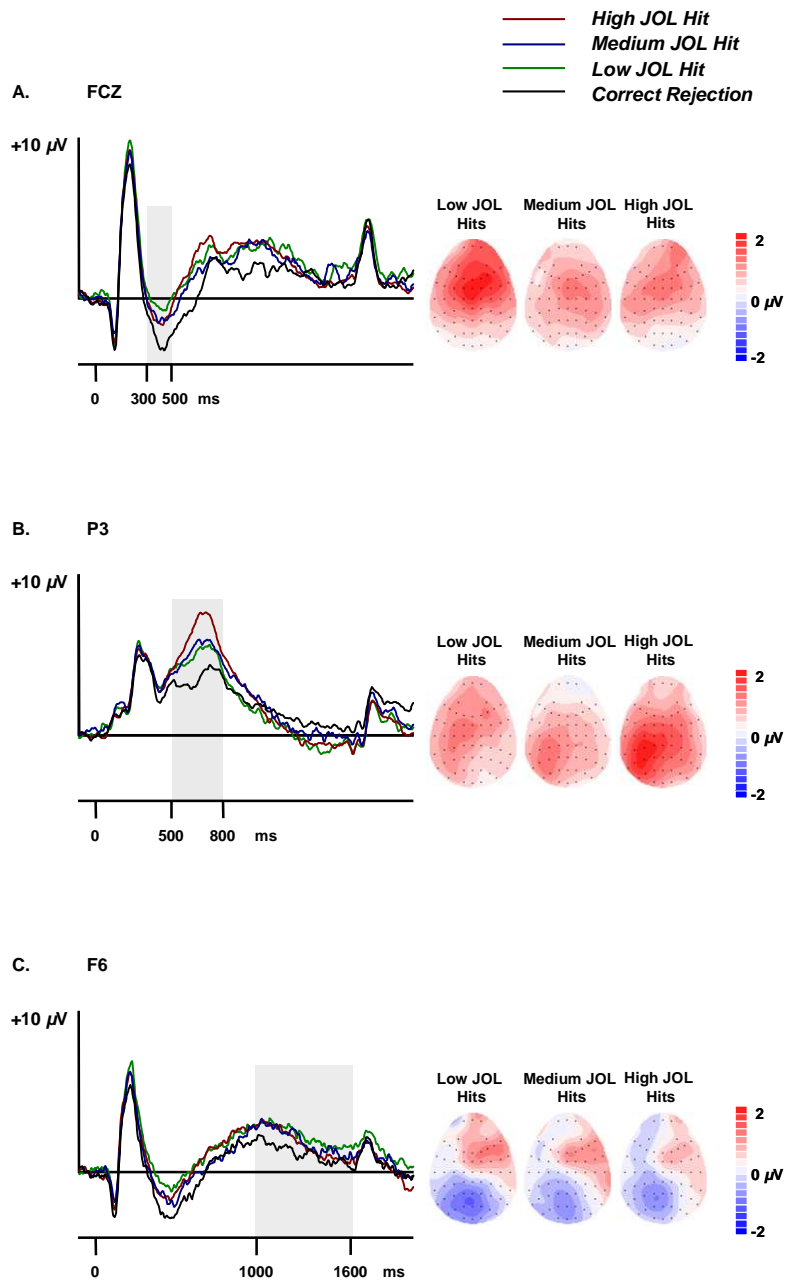 High JOL Hit
Medium JOL Hit
Low JOL Hit
Correct Rejection
A. FCZ
+10 µV
0 300 500 ms
Low JOL Hits
Medium JOL Hits
High JOL Hits
2
0 µV
-2
B. P3
+10 µV
0 500 800 ms
Low JOL Hits
Medium JOL Hits
High JOL Hits
2
0 µV
-2
C. F6
+10 µV
0 1000 1600 ms
Low JOL Hits
Medium JOL Hits
High JOL Hits
2
0 µV
-2